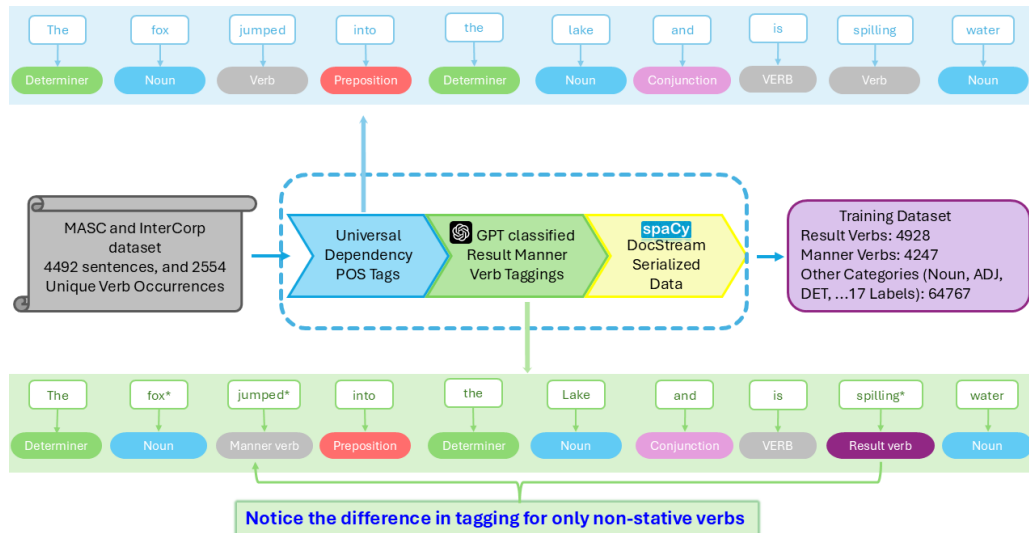 The fox jumped into the lake and is spilling water
Determiner Noun Verb Preposition Determiner Noun Conjunction VERB Verb Noun
MASC and InterCorp
dataset
4492 sentences, and 2554
Unique Verb Occurrences
Universal
Dependency
POS Tags
GPT classified
Result Manner
Verb Taggings
spaCy
DocStream
Serialized
Data
Training Dataset
Result Verbs: 4928
Manner Verbs: 4247
Other Categories (Noun, ADJ,
DET, ...17 Labels): 64767
The fox* jumped* into the Lake and is spilling* water
Determiner Noun Manner verb Preposition Determiner Noun Conjunction VERB Result verb Noun
Notice the difference in tagging for only non-stative verbs